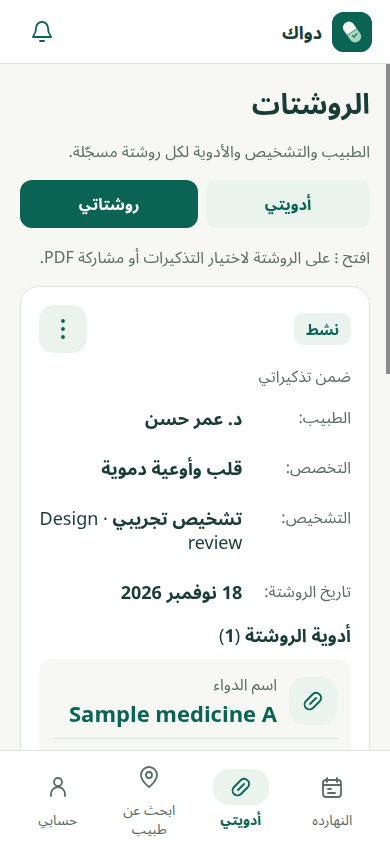 دواك
الروشتات
الطبيب والتشخيص والأدوية لكل روشتة مسجّلة.
أدويتي
روشتاتي
افتح ⋮ على الروشتة لاختيار التذكيرات أو مشاركة PDF.
نشط
ضمن تذكيراتي
الطبيب: د. عمر حسن
التخصص: قلب وأوعية دموية
التشخيص: تشخيص تجريبي · Design
review
تاريخ الروشتة: 18 نوفمبر 2026
أدوية الروشتة (1)
اسم الدواء
Sample medicine A
النهارده
أدويتي
ابحث عن
طبيب
حسابي